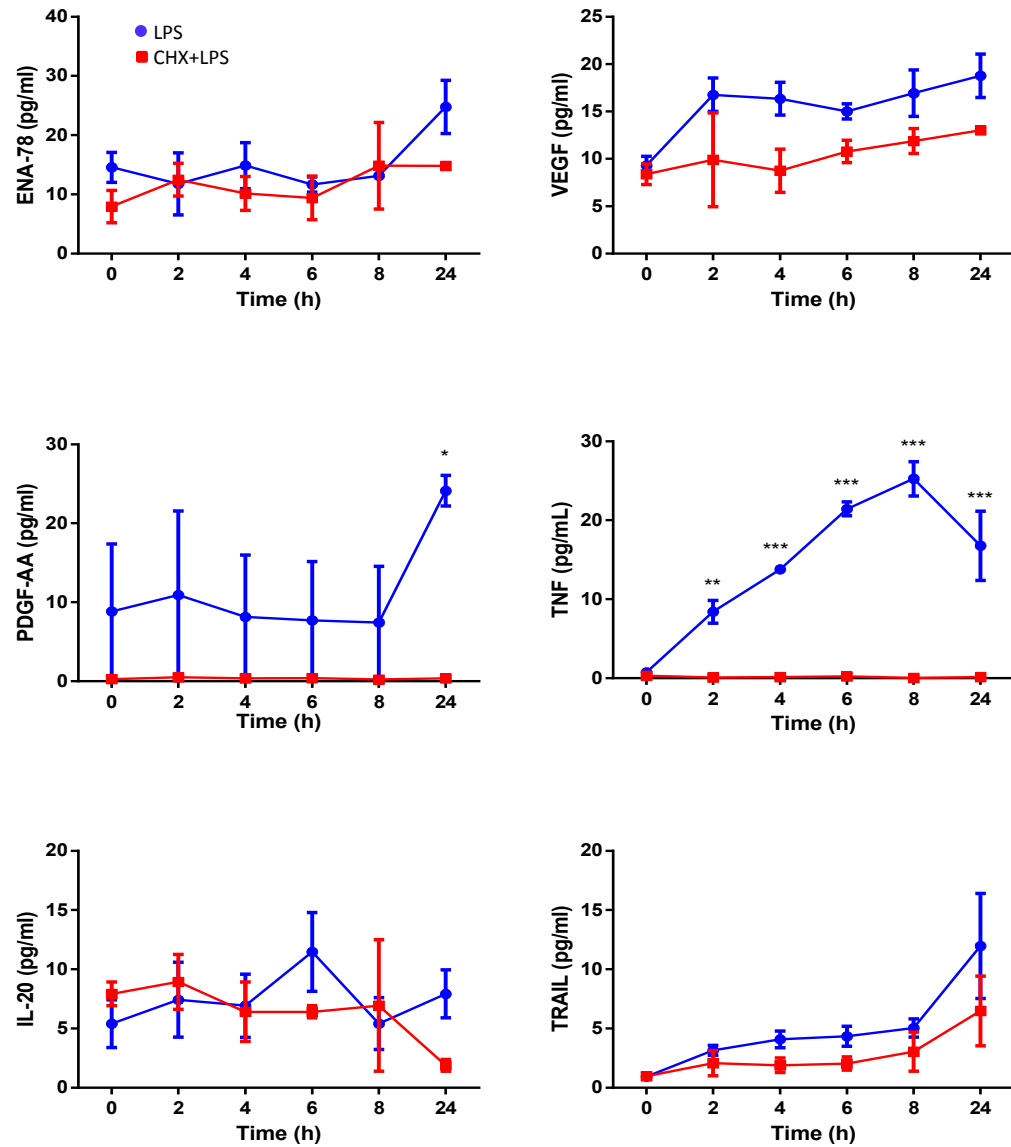 ENA-78 (pg/ml)
40
30
20
10
0
LPS
CHX+LPS
0 2 4 6 8 24
Time (h)
VEGF (pg/ml)
25
20
15
10
5
0
0 2 4 6 8 24
Time (h)
PDGF-AA (pg/ml)
30
20
10
0
*
0 2 4 6 8 24
Time (h)
TNF (pg/mL)
30
20
10
0
** *** *** *** ***
0 2 4 6 8 24
Time (h)
IL-20 (pg/ml)
20
15
10
5
0
0 2 4 6 8 24
Time (h)
TRAIL (pg/ml)
20
15
10
5
0
0 2 4 6 8 24
Time (h)